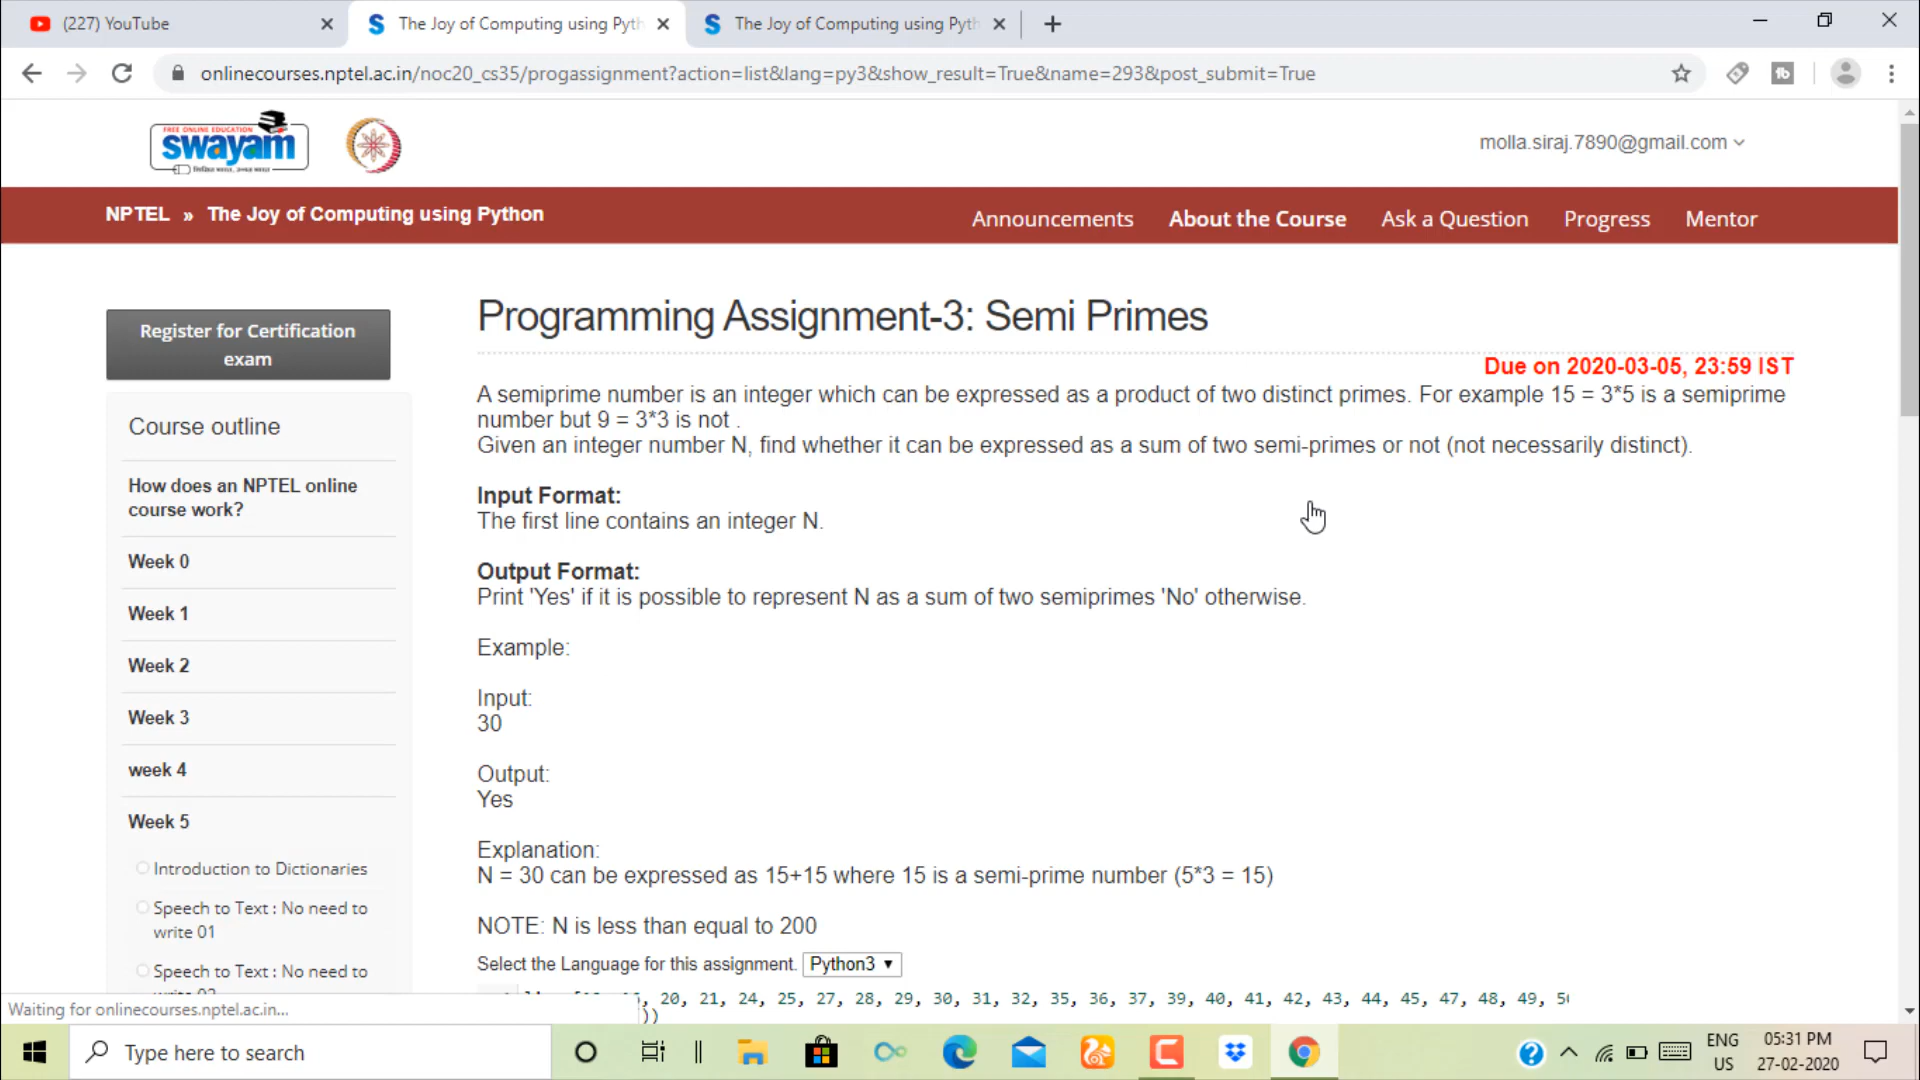 (227) YouTube
The Joy of Computing using Pyth
The Joy of Computing using Pyth
onlinecourses.nptel.ac.in/noc20_cs35/progassignment?action=list&lang=py3&show_result=True&name=293&post_submit=True
FREE ONLINE EDUCATION
swayam
molla.siraj.7890@gmail.com
NPTEL » The Joy of Computing using Python
Announcements About the Course Ask a Question Progress Mentor
Register for Certification
exam
Course outline
How does an NPTEL online
course work?
Week 0
Week 1
Week 2
Week 3
week 4
Week 5
Introduction to Dictionaries
Speech to Text : No need to
write 01
Speech to Text : No need to
Programming Assignment-3: Semi Primes
Due on 2020-03-05, 23:59 IST
A semiprime number is an integer which can be expressed as a product of two distinct primes. For example 15 = 3*5 is a semiprime
number but 9 = 3*3 is not .
Given an integer number N, find whether it can be expressed as a sum of two semi-primes or not (not necessarily distinct).
Input Format:
The first line contains an integer N.
Output Format:
Print 'Yes' if it is possible to represent N as a sum of two semiprimes 'No' otherwise.
Example:
Input:
30
Output:
Yes
Explanation:
N = 30 can be expressed as 15+15 where 15 is a semi-prime number (5*3 = 15)
NOTE: N is less than equal to 200
Select the Language for this assignment. Python3
, 20, 21, 24, 25, 27, 28, 29, 30, 31, 32, 35, 36, 37, 39, 40, 41, 42, 43, 44, 45, 47, 48, 49,
))
Waiting for onlinecourses.nptel.ac.in...
Type here to search
ENG
US
05:31 PM
27-02-2020